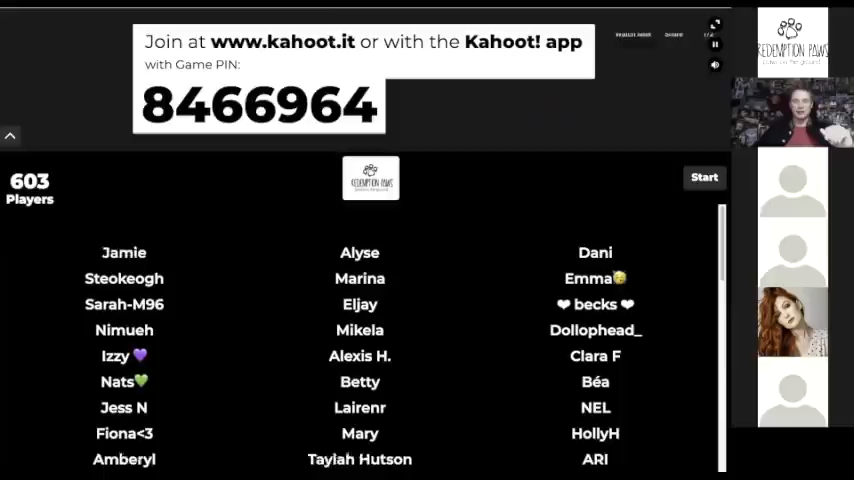 Join at www.kahoot.it or with the Kahoot! app
with Game PIN:
8466964
REDEMPTION PAWS
603
Players
REDEMPTION PAWS
Start
Jamie Alyse Dani
Steokeogh Marina Emma🥳
Sarah-M96 Eljay ❤ becks ❤
Nimueh Mikela Dollophead_
Izzy 💜 Alexis H. Clara F
Nats💚 Betty Béa
Jess N Lairenr NEL
Fiona<3 Mary HollyH
Amberyl Taylah Hutson ARI